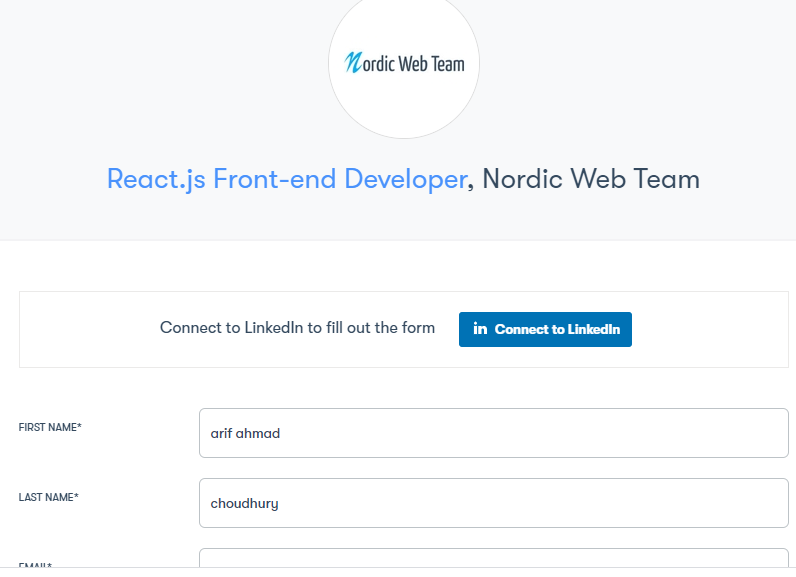 Nordic Web Team
React.js Front-end Developer, Nordic Web Team
Connect to LinkedIn to fill out the form
in Connect to LinkedIn
FIRST NAME*
arif ahmad
LAST NAME*
choudhury
EMAIL*